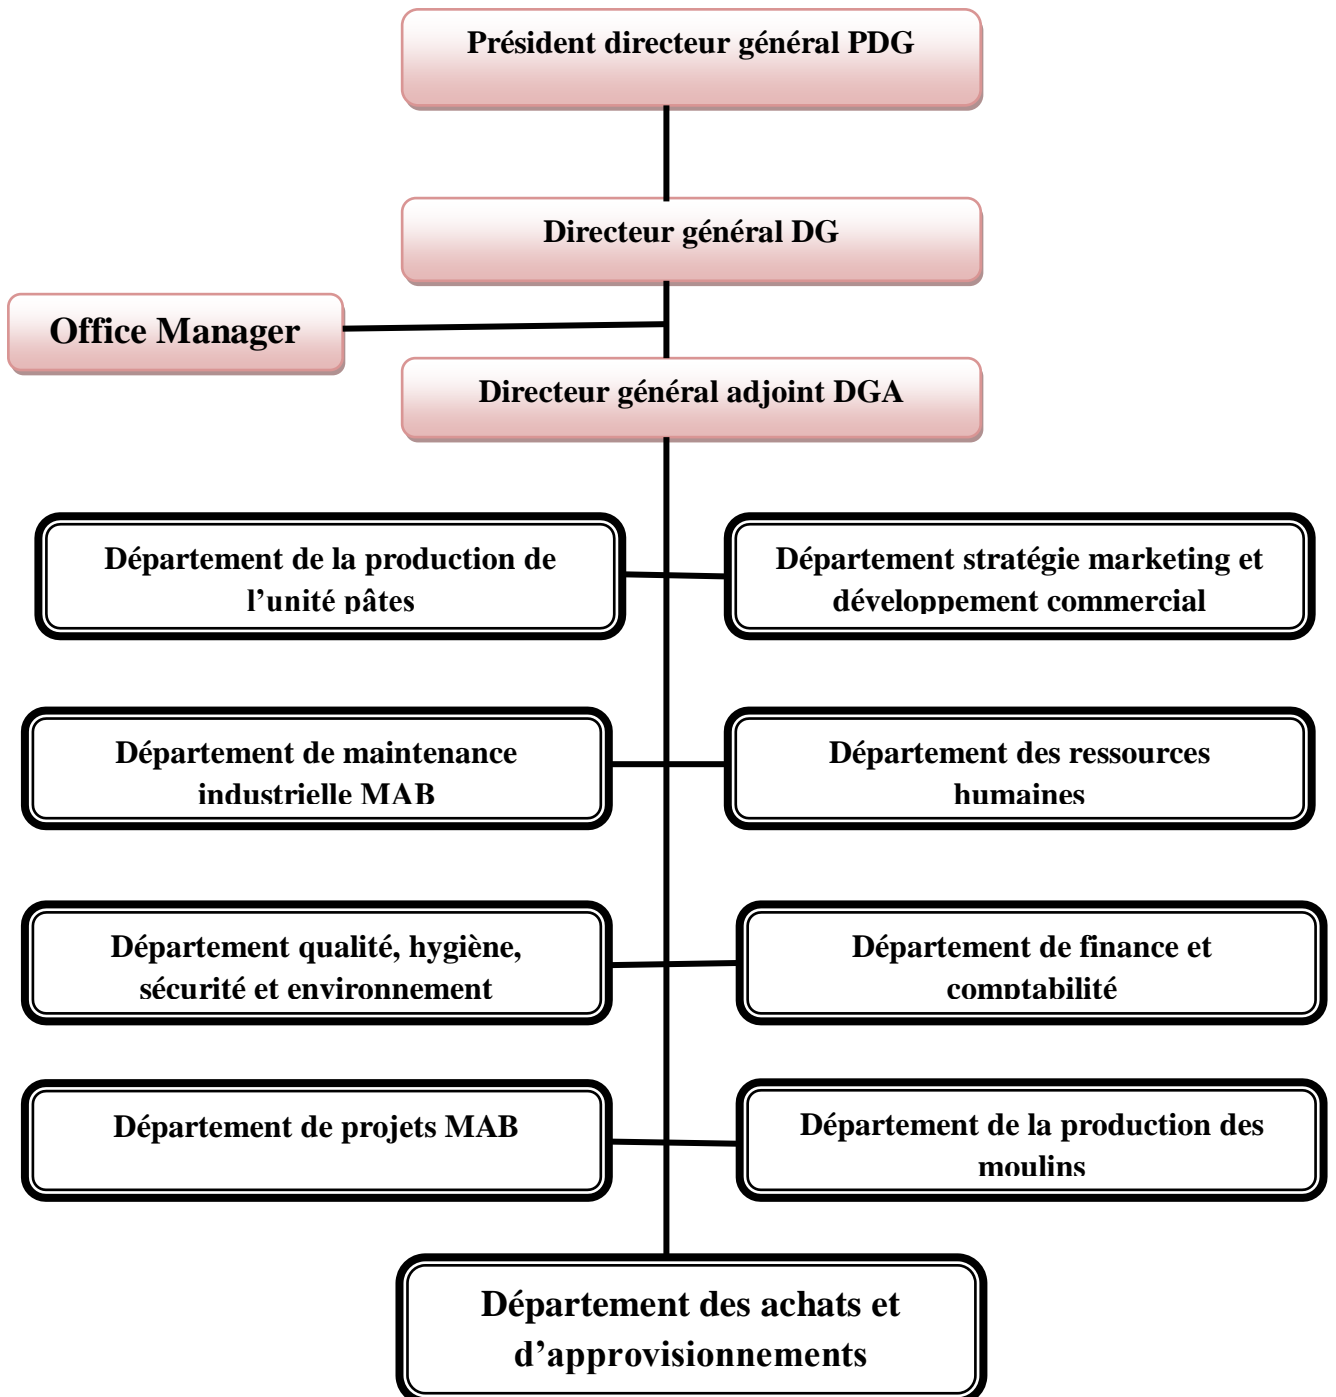 Président directeur général PDG
Directeur général DG
Office Manager
Directeur général adjoint DGA
Département de la production de
l’unité pâtes
Département stratégie marketing et
développement commercial
Département de maintenance
industrielle MAB
Département des ressources
humaines
Département qualité, hygiène,
sécurité et environnement
Département de finance et
comptabilité
Département de projets MAB
Département de la production des
moulins
Département des achats et
d’approvisionnements